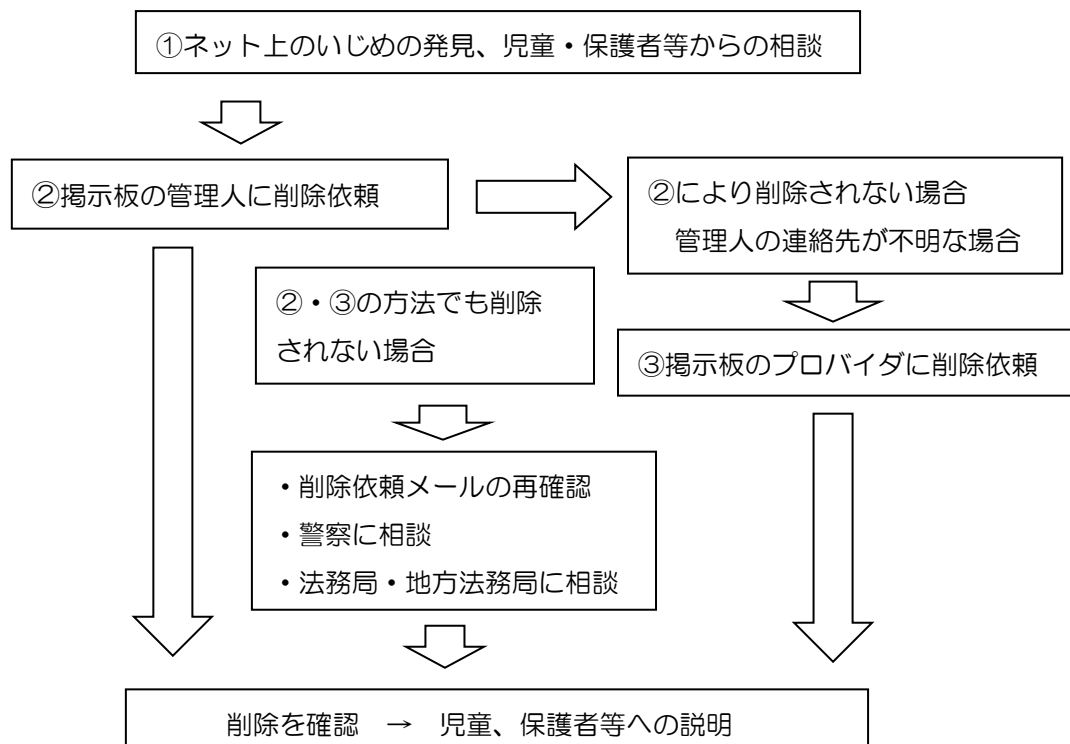 ①ネット上のいじめの発見、児童・保護者等からの相談
②掲示板の管理人に削除依頼
②により削除されない場合
管理人の連絡先が不明な場合
②・③の方法でも削除
されない場合
③掲示板のプロバイダに削除依頼
・削除依頼メールの再確認
・警察に相談
・法務局・地方法務局に相談
削除を確認 → 児童、保護者等への説明